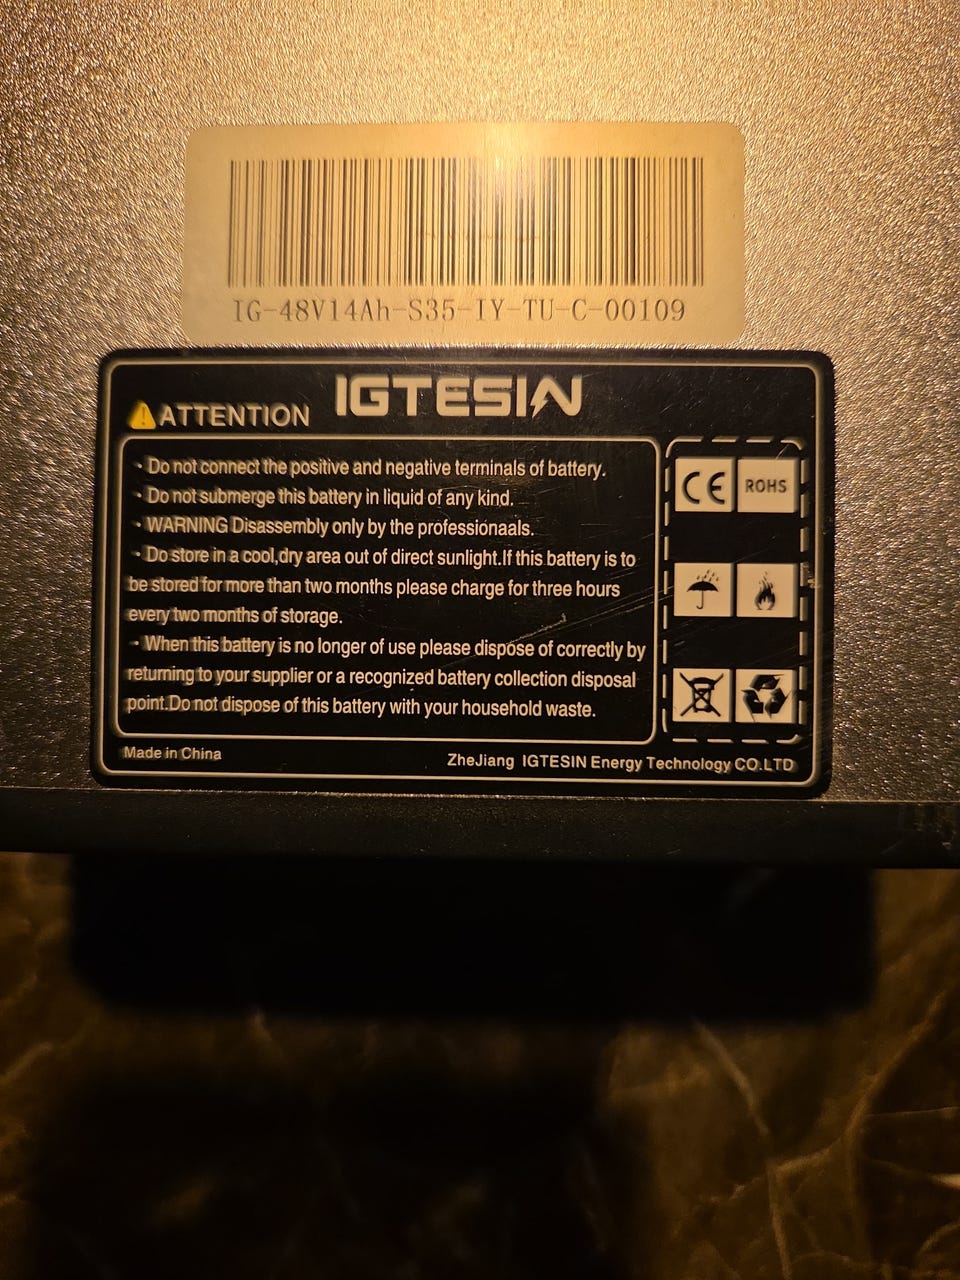 IG-48V14Ah-S35-IY-TU-C-00109
IGTESIN
ATTENTION
· Do not connect the positive and negative terminals of battery.
· Do not submerge this battery in liquid of any kind.
· WARNING Disassembly only by the professionaals.
· Do store in a cool,dry area out of direct sunlight.If this battery is to
be stored for more than two months please charge for three hours
every two months of storage.
· When this battery is no longer of use please dispose of correctly by
returning to your supplier or a recognized battery collection disposal
point.Do not dispose of this battery with your household waste.
CE ROHS
Made in China
ZheJiang IGTESIN Energy Technology CO.LTD